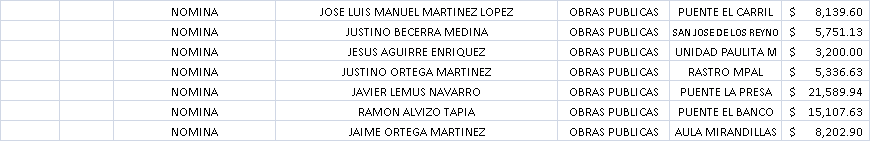 NOMINA JOSE LUIS MANUEL MARTINEZ LOPEZ OBRAS PUBLICAS PUENTE EL CARRIL $ 8,139.60
NOMINA JUSTINO BECERRA MEDINA OBRAS PUBLICAS SAN JOSE DE LOS REYNO $ 5,751.13
NOMINA JESUS AGUIRRE ENRIQUEZ OBRAS PUBLICAS UNIDAD PAULITA M $ 3,200.00
NOMINA JUSTINO ORTEGA MARTINEZ OBRAS PUBLICAS RASTRO MPAL $ 5,336.63
NOMINA JAVIER LEMUS NAVARRO OBRAS PUBLICAS PUENTE LA PRESA $ 21,589.94
NOMINA RAMON ALVIZO TAPIA OBRAS PUBLICAS PUENTE EL BANCO $ 15,107.63
NOMINA JAIME ORTEGA MARTINEZ OBRAS PUBLICAS AULA MIRANDILLAS $ 8,202.90